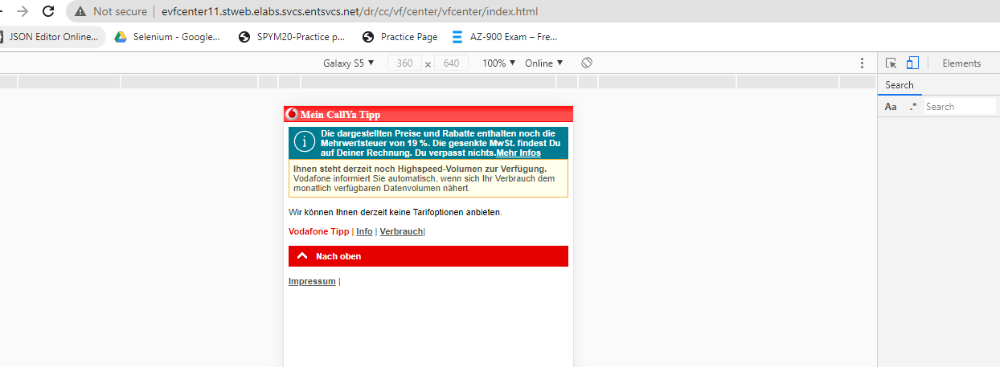 Not secure | evfcenter11.stweb.elabs.svcs.entsvcs.net/dr/cc/vf/center/vfcenter/index.html
JSON Editor Online... Selenium - Google... SPYM20-Practice p... Practice Page AZ-900 Exam – Fre...
Galaxy S5 ▼ 360 × 640 100% ▼ Online ▼ Elements
Search
Aa .* Search
Mein CallYa Tipp
Die dargestellten Preise und Rabatte enthalten noch die
Mehrwertsteuer von 19 %. Die gesenkte MwSt. findest Du
auf Deiner Rechnung. Du verpasst nichts.Mehr Infos
Ihnen steht derzeit noch Highspeed-Volumen zur Verfügung.
Vodafone informiert Sie automatisch, wenn sich Ihr Verbrauch dem
monatlich verfügbaren Datenvolumen nähert.
Wir können Ihnen derzeit keine Tarifoptionen anbieten.
Vodafone Tipp | Info | Verbrauch|
Nach oben
Impressum |